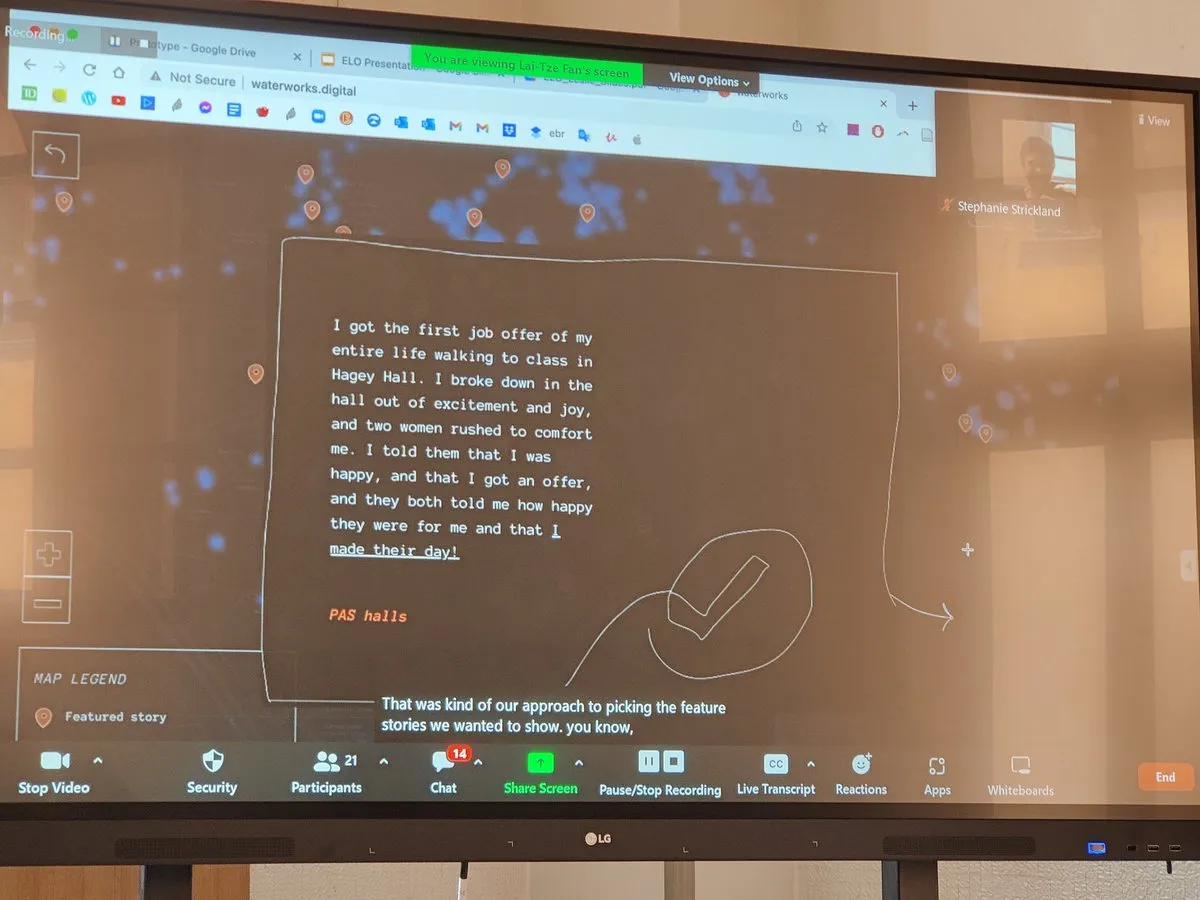 Recording...
type - Google Drive
ELO Presentat
You are viewing Lai-Tze Fan's screen
View Options
waterworks
Not Secure
waterworks.digital
ebr
View
Stephanie Strickland
I got the first job offer of my
entire life walking to class in
Hagey Hall. I broke down in the
hall out of excitement and joy,
and two women rushed to comfort
me. I told them that I was
happy, and that I got an offer,
and they both told me how happy
they were for me and that I
made their day!
PAS halls
MAP LEGEND
Featured story
That was kind of our approach to picking the feature
stories we wanted to show. you know,
21
14
CC
Stop Video
Security
Participants
Chat
Share Screen
Pause/Stop Recording
Live Transcript
Reactions
Apps
Whiteboards
End
LG